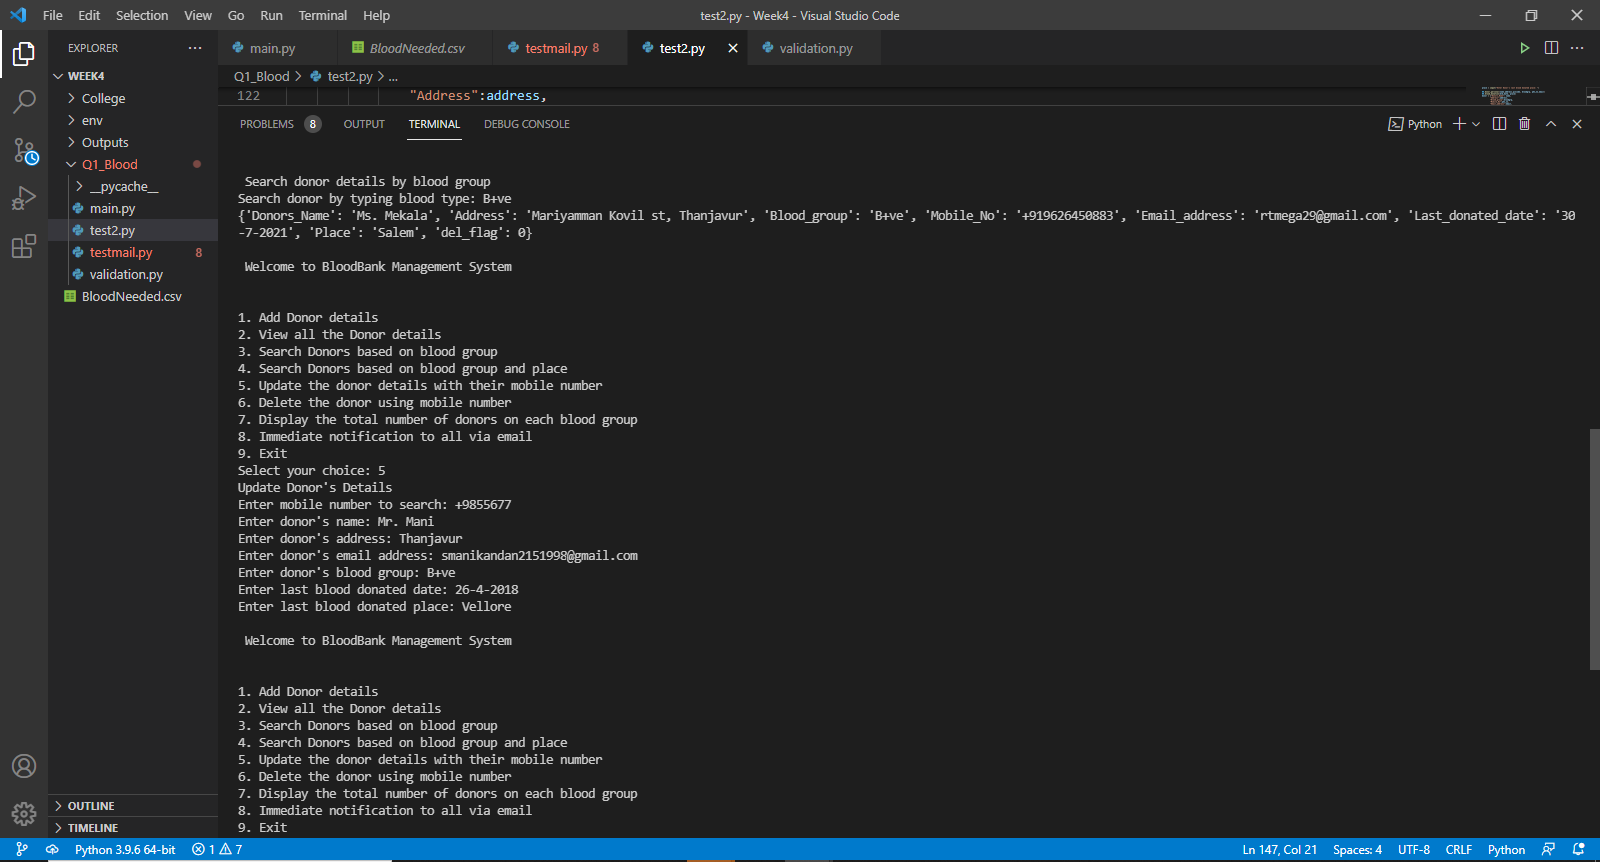 File Edit Selection View Go Run Terminal Help
test2.py - Week4 - Visual Studio Code
EXPLORER
WEEK4
College
env
Outputs
Q1_Blood
__pycache__
main.py
test2.py
testmail.py 8
validation.py
BloodNeeded.csv
OUTLINE
TIMELINE
main.py BloodNeeded.csv testmail.py 8 test2.py validation.py
Q1_Blood > test2.py > ...
122 "Address":address,
PROBLEMS 8 OUTPUT TERMINAL DEBUG CONSOLE
Python
Search donor details by blood group
Search donor by typing blood type: B+ve
{'Donors_Name': 'Ms. Mekala', 'Address': 'Mariyamman Kovil st, Thanjavur', 'Blood_group': 'B+ve', 'Mobile_No': '+919626450883', 'Email_address': 'rtmega29@gmail.com', 'Last_donated_date': '30
-7-2021', 'Place': 'Salem', 'del_flag': 0}
Welcome to BloodBank Management System
1. Add Donor details
2. View all the Donor details
3. Search Donors based on blood group
4. Search Donors based on blood group and place
5. Update the donor details with their mobile number
6. Delete the donor using mobile number
7. Display the total number of donors on each blood group
8. Immediate notification to all via email
9. Exit
Select your choice: 5
Update Donor's Details
Enter mobile number to search: +9855677
Enter donor's name: Mr. Mani
Enter donor's address: Thanjavur
Enter donor's email address: smanikandan2151998@gmail.com
Enter donor's blood group: B+ve
Enter last blood donated date: 26-4-2018
Enter last blood donated place: Vellore
Welcome to BloodBank Management System
1. Add Donor details
2. View all the Donor details
3. Search Donors based on blood group
4. Search Donors based on blood group and place
5. Update the donor details with their mobile number
6. Delete the donor using mobile number
7. Display the total number of donors on each blood group
8. Immediate notification to all via email
9. Exit
Python 3.9.6 64-bit 1 7
Ln 147, Col 21 Spaces: 4 UTF-8 CRLF Python